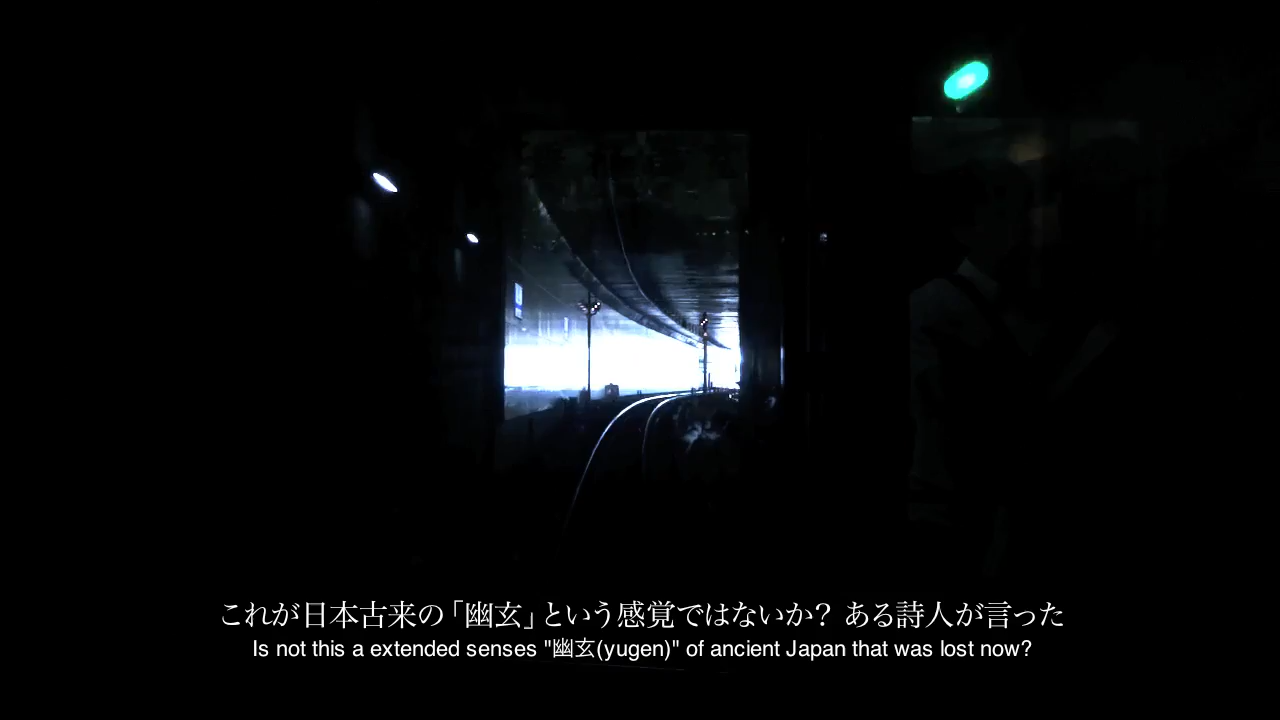 これが日本古来の「幽玄」という感覚ではないか? ある詩人が言った
Is not this a extended senses "幽玄(yugen)" of ancient Japan that was lost now?